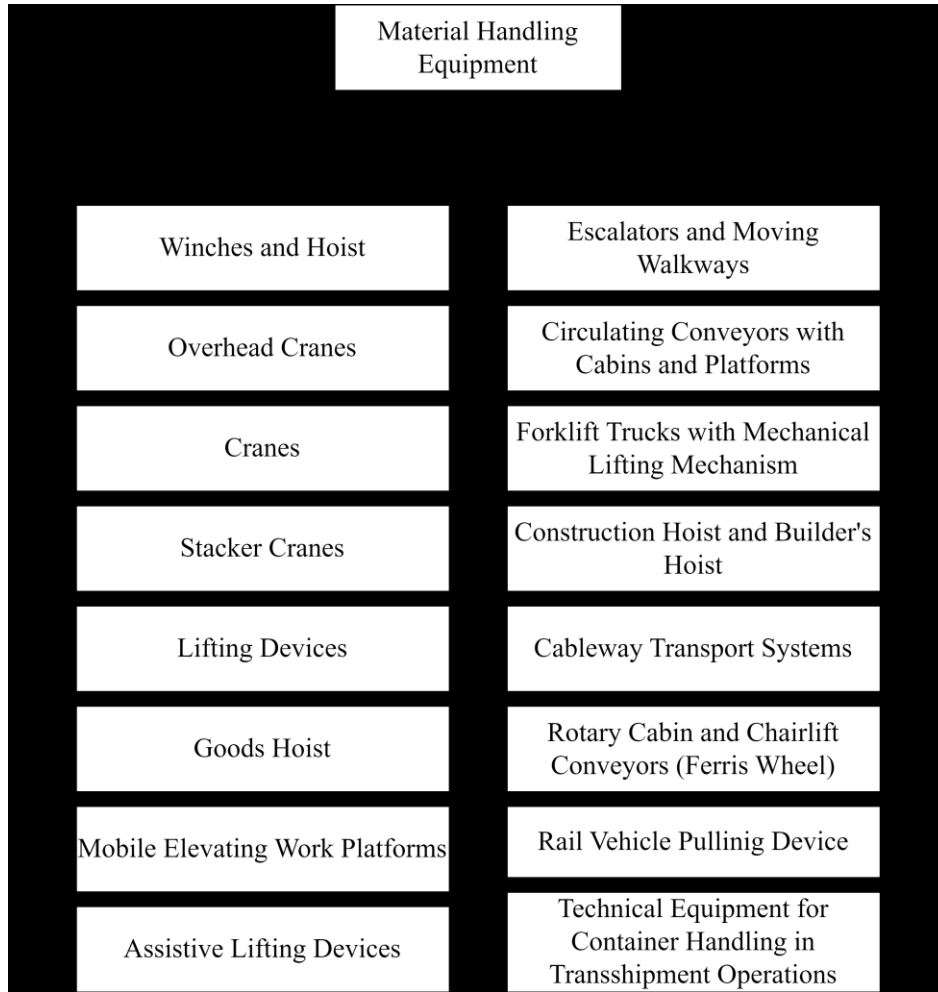 Material Handling
Equipment
Winches and Hoist
Overhead Cranes
Cranes
Stacker Cranes
Lifting Devices
Goods Hoist
Mobile Elevating Work Platforms
Assistive Lifting Devices
Escalators and Moving
Walkways
Circulating Conveyors with
Cabins and Platforms
Forklift Trucks with Mechanical
Lifting Mechanism
Construction Hoist and Builder's
Hoist
Cableway Transport Systems
Rotary Cabin and Chairlift
Conveyors (Ferris Wheel)
Rail Vehicle Pullinig Device
Technical Equipment for
Container Handling in
Transshipment Operations